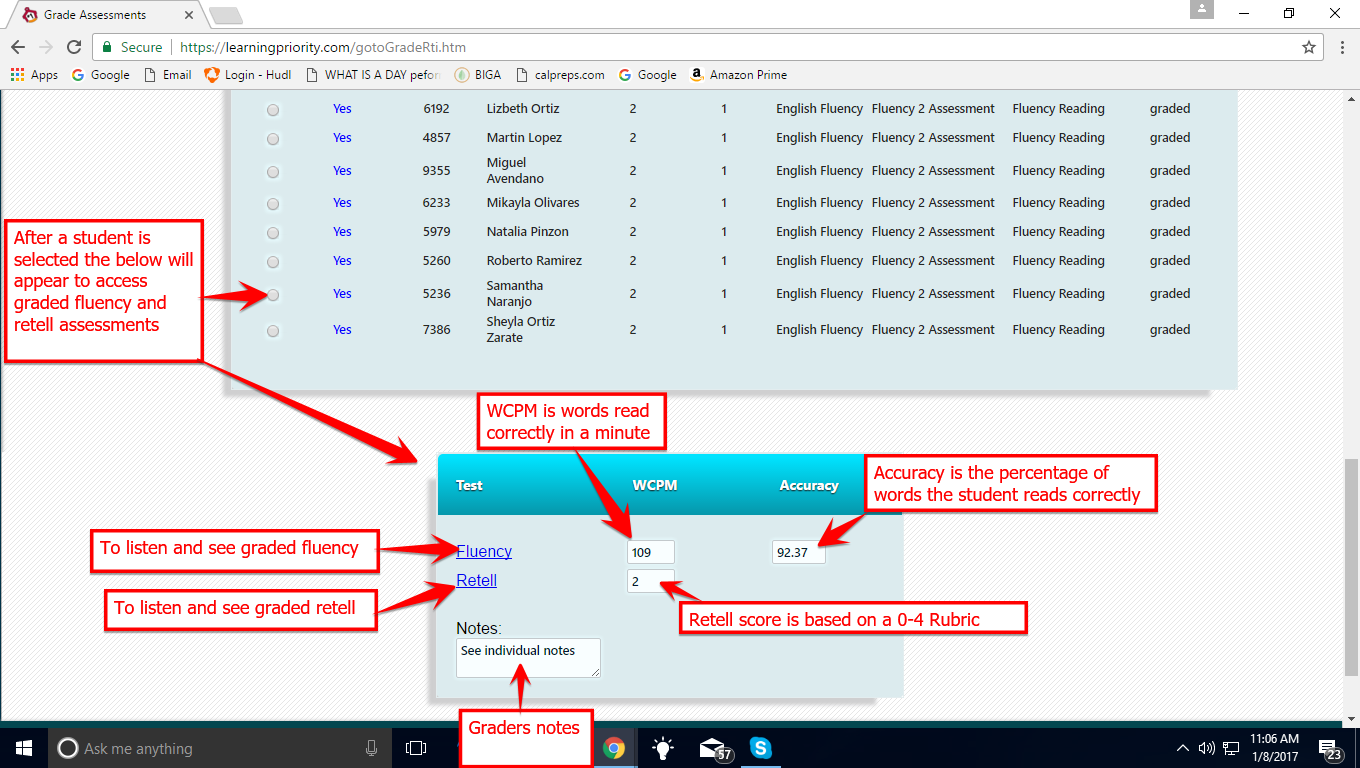 Grade Assessments
Secure | https://learningpriority.com/gotoGradeRti.htm
Apps Google Email Login - Hudl WHAT IS A DAY pefor BIGA calpreps.com Google Amazon Prime
Yes 6192 Lizbeth Ortiz 2 1 English Fluency Fluency 2 Assessment Fluency Reading graded
Yes 4857 Martin Lopez 2 1 English Fluency Fluency 2 Assessment Fluency Reading graded
Yes 9355 Miguel Avendano 2 1 English Fluency Fluency 2 Assessment Fluency Reading graded
Yes 6233 Mikayla Olivares 2 1 English Fluency Fluency 2 Assessment Fluency Reading graded
Yes 5979 Natalia Pinzon 2 1 English Fluency Fluency 2 Assessment Fluency Reading graded
Yes 5260 Roberto Ramirez 2 1 English Fluency Fluency 2 Assessment Fluency Reading graded
Yes 5236 Samantha Naranjo 2 1 English Fluency Fluency 2 Assessment Fluency Reading graded
Yes 7386 Sheyla Ortiz Zarate 2 1 English Fluency Fluency 2 Assessment Fluency Reading graded
After a student is
selected the below will
appear to access
graded fluency and
retell assessments
WCPM is words read
correctly in a minute
Accuracy is the percentage of
words the student reads correctly
Test WCPM Accuracy
To listen and see graded fluency
Fluency 109 92.37
Retell 2
To listen and see graded retell
Retell score is based on a 0-4 Rubric
Notes:
See individual notes
Graders notes
Ask me anything
57
11:06 AM
1/8/2017
23